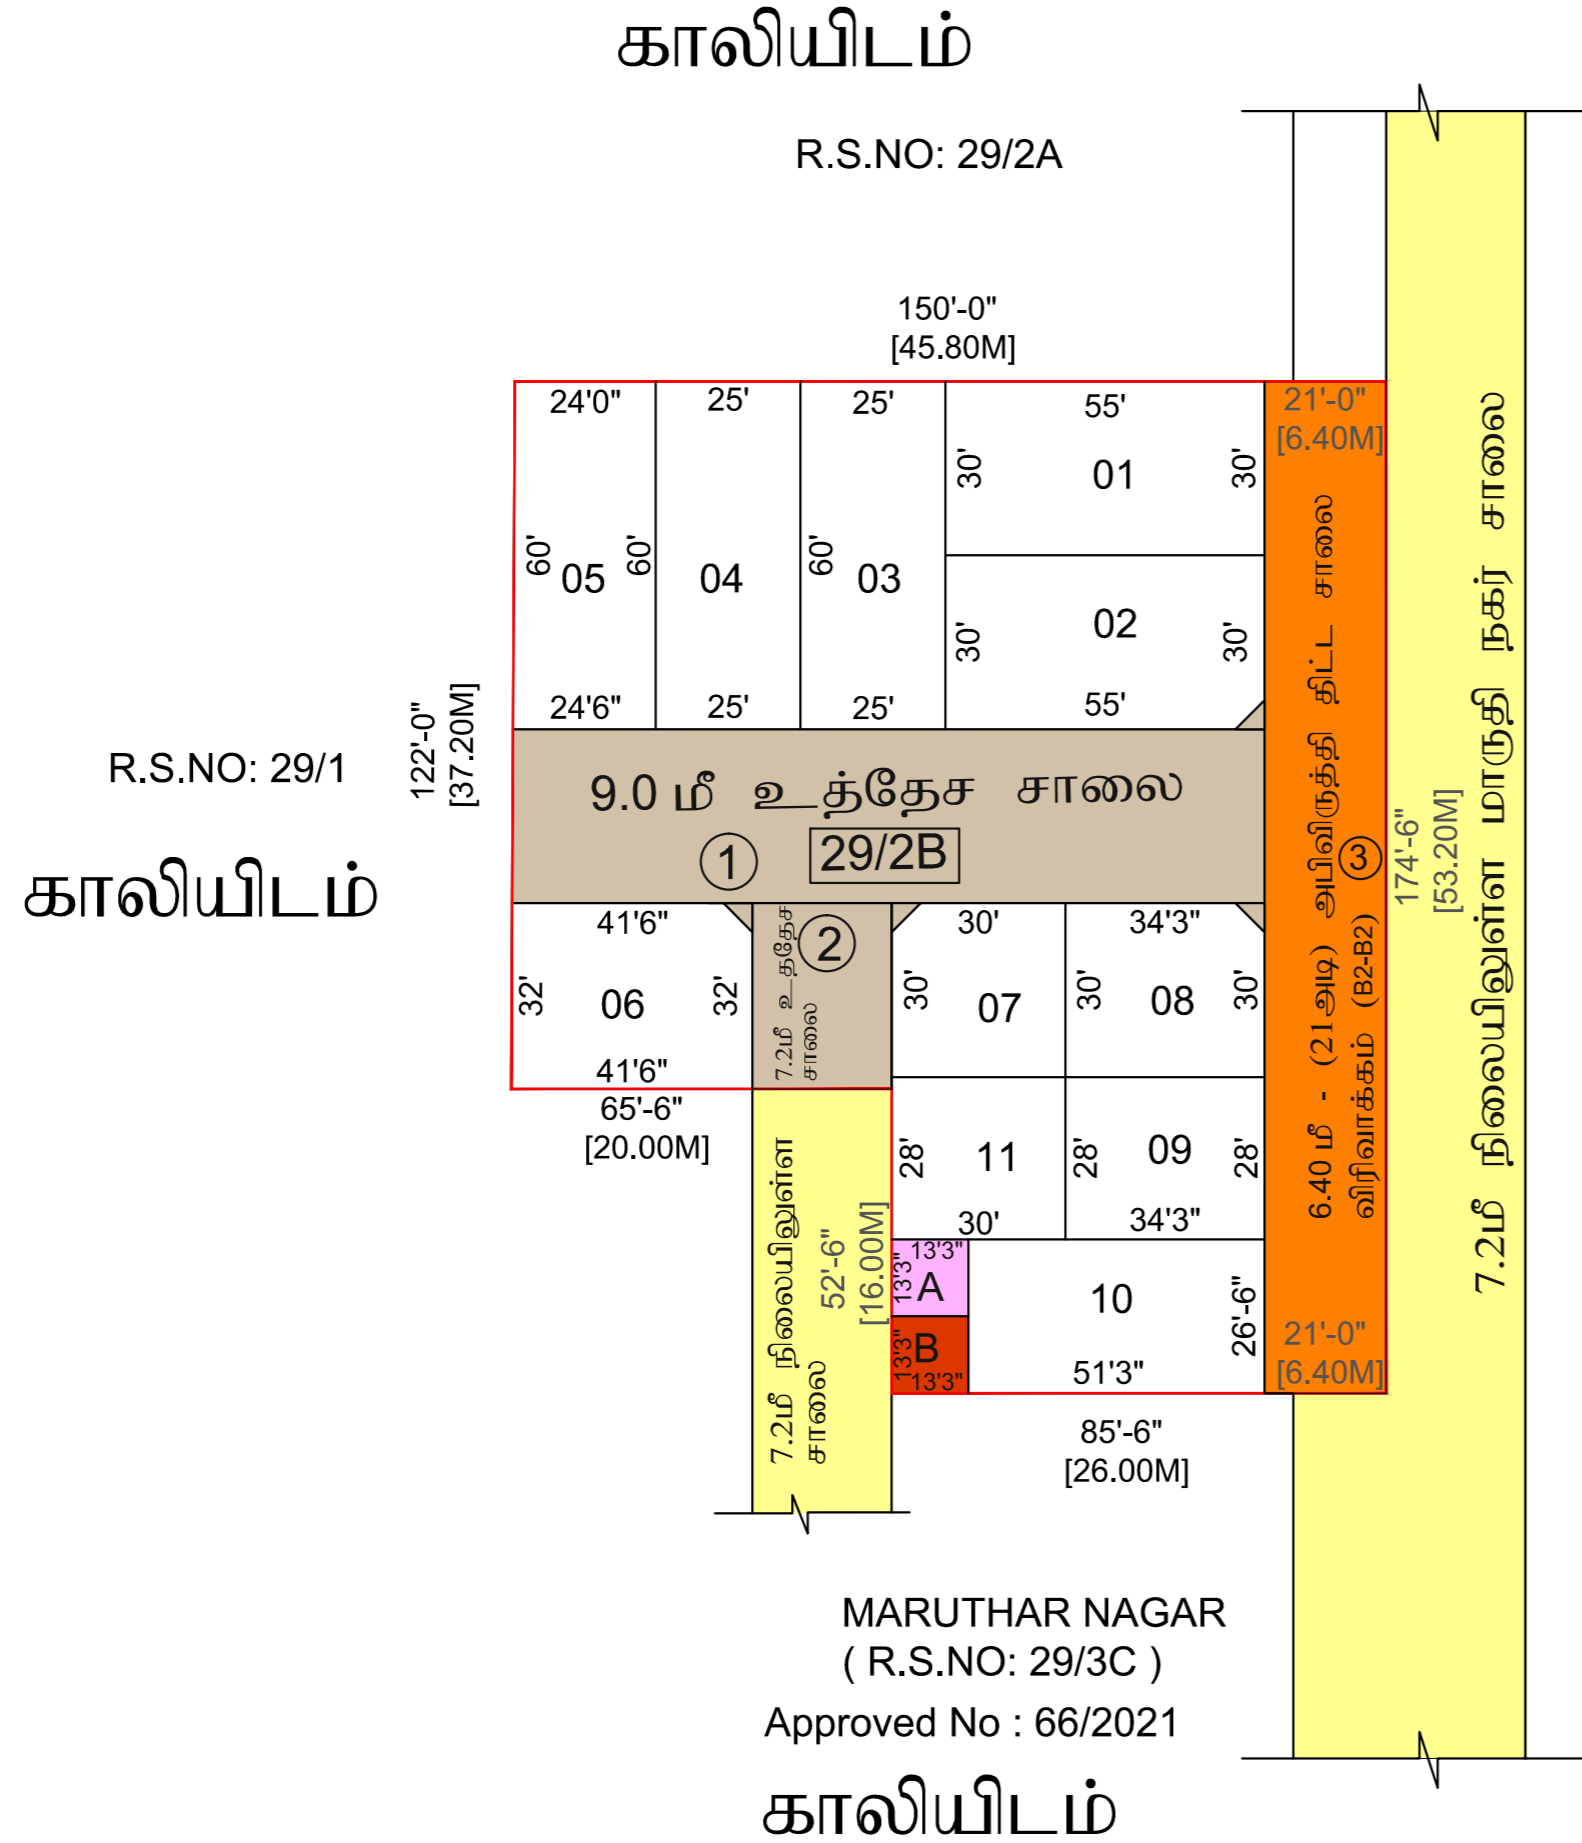 காலியிடம்
R.S.NO: 29/2A
150'-0"
[45.80M]
24'0"
25'
25'
55'
21'-0"
[6.40M]
30'
01
30'
60'
05
60'
04
60'
03
30'
02
30'
24'6"
25'
25'
55'
122'-0"
[37.20M]
R.S.NO: 29/1
காலியிடம்
9.0 மீ உத்தேச சாலை
1
29/2B
41'6"
32'
06
32'
41'6"
65'-6"
[20.00M]
2
7.2மீ உத்தேச
சாலை
30'
34'3"
30'
07
30'
08
30'
28'
11
28'
09
28'
30'
34'3"
13'3"
13'3"
A
13'3"
B
13'3"
10
26'-6"
51'3"
21'-0"
[6.40M]
85'-6"
[26.00M]
7.2மீ நிலையிலுள்ள
சாலை
52'-6"
[16.00M]
6.40 மீ - (21அடி) அபிவிருத்தி திட்ட சாலை
விரிவாக்கம் (B2-B2)
3
174'-6"
[53.20M]
7.2மீ நிலையிலுள்ள மாருதி நகர் சாலை
MARUTHAR NAGAR
( R.S.NO: 29/3C )
Approved No : 66/2021
காலியிடம்